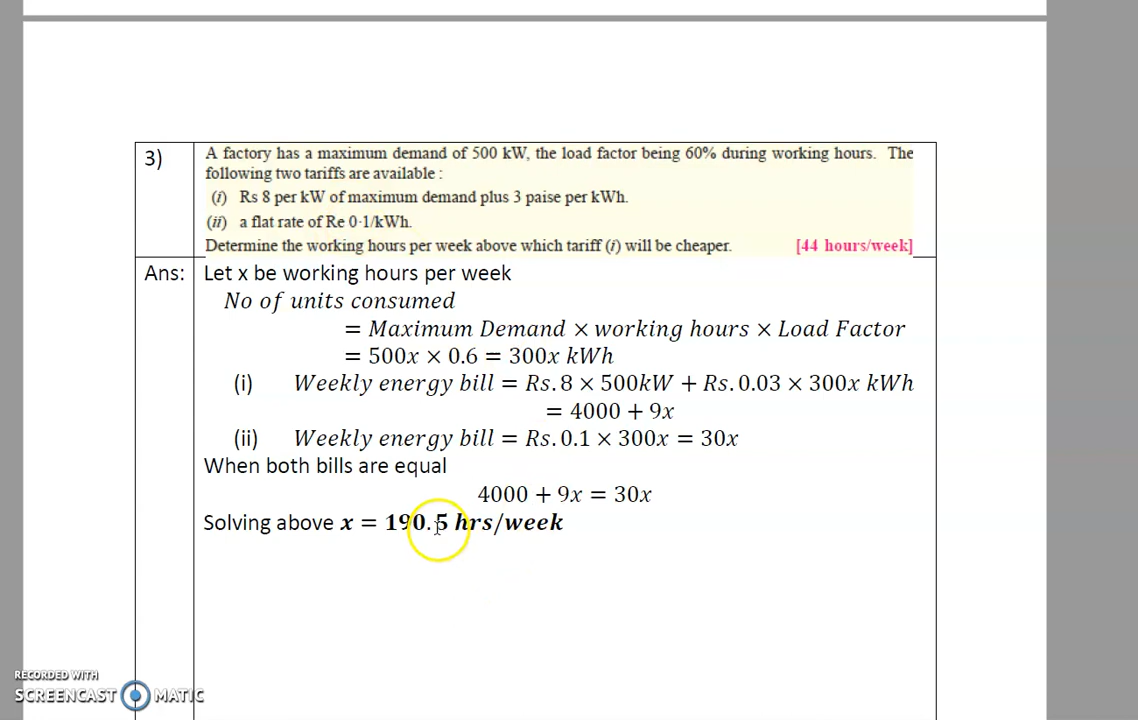 3)
A factory has a maximum demand of 500 kW, the load factor being 60% during working hours. The
following two tariffs are available :
(i) Rs 8 per kW of maximum demand plus 3 paise per kWh.
(ii) a flat rate of Re 0·1/kWh.
Determine the working hours per week above which tariff (i) will be cheaper. [44 hours/week]
Ans: Let x be working hours per week
No of units consumed
= Maximum Demand × working hours × Load Factor
= 500x × 0.6 = 300x kWh
(i) Weekly energy bill = Rs. 8 × 500kW + Rs. 0.03 × 300x kWh
= 4000 + 9x
(ii) Weekly energy bill = Rs. 0.1 × 300x = 30x
When both bills are equal
4000 + 9x = 30x
Solving above x = 190.5 hrs/week
RECORDED WITH
SCREENCAST MATIC